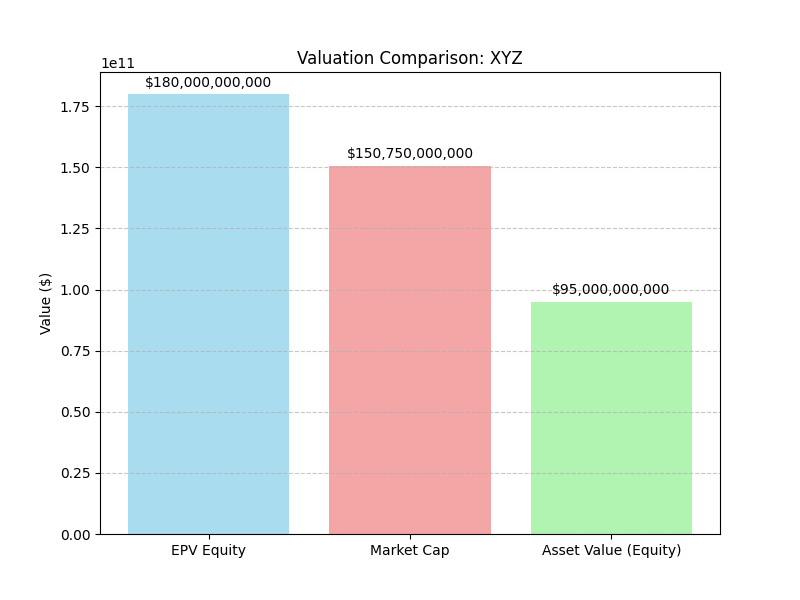 Valuation Comparison: XYZ
1e11
$180,000,000,000
1.75
$150,750,000,000
1.50
1.25
$95,000,000,000
1.00
Value ($)
0.75
0.50
0.25
0.00
EPV Equity
Market Cap
Asset Value (Equity)